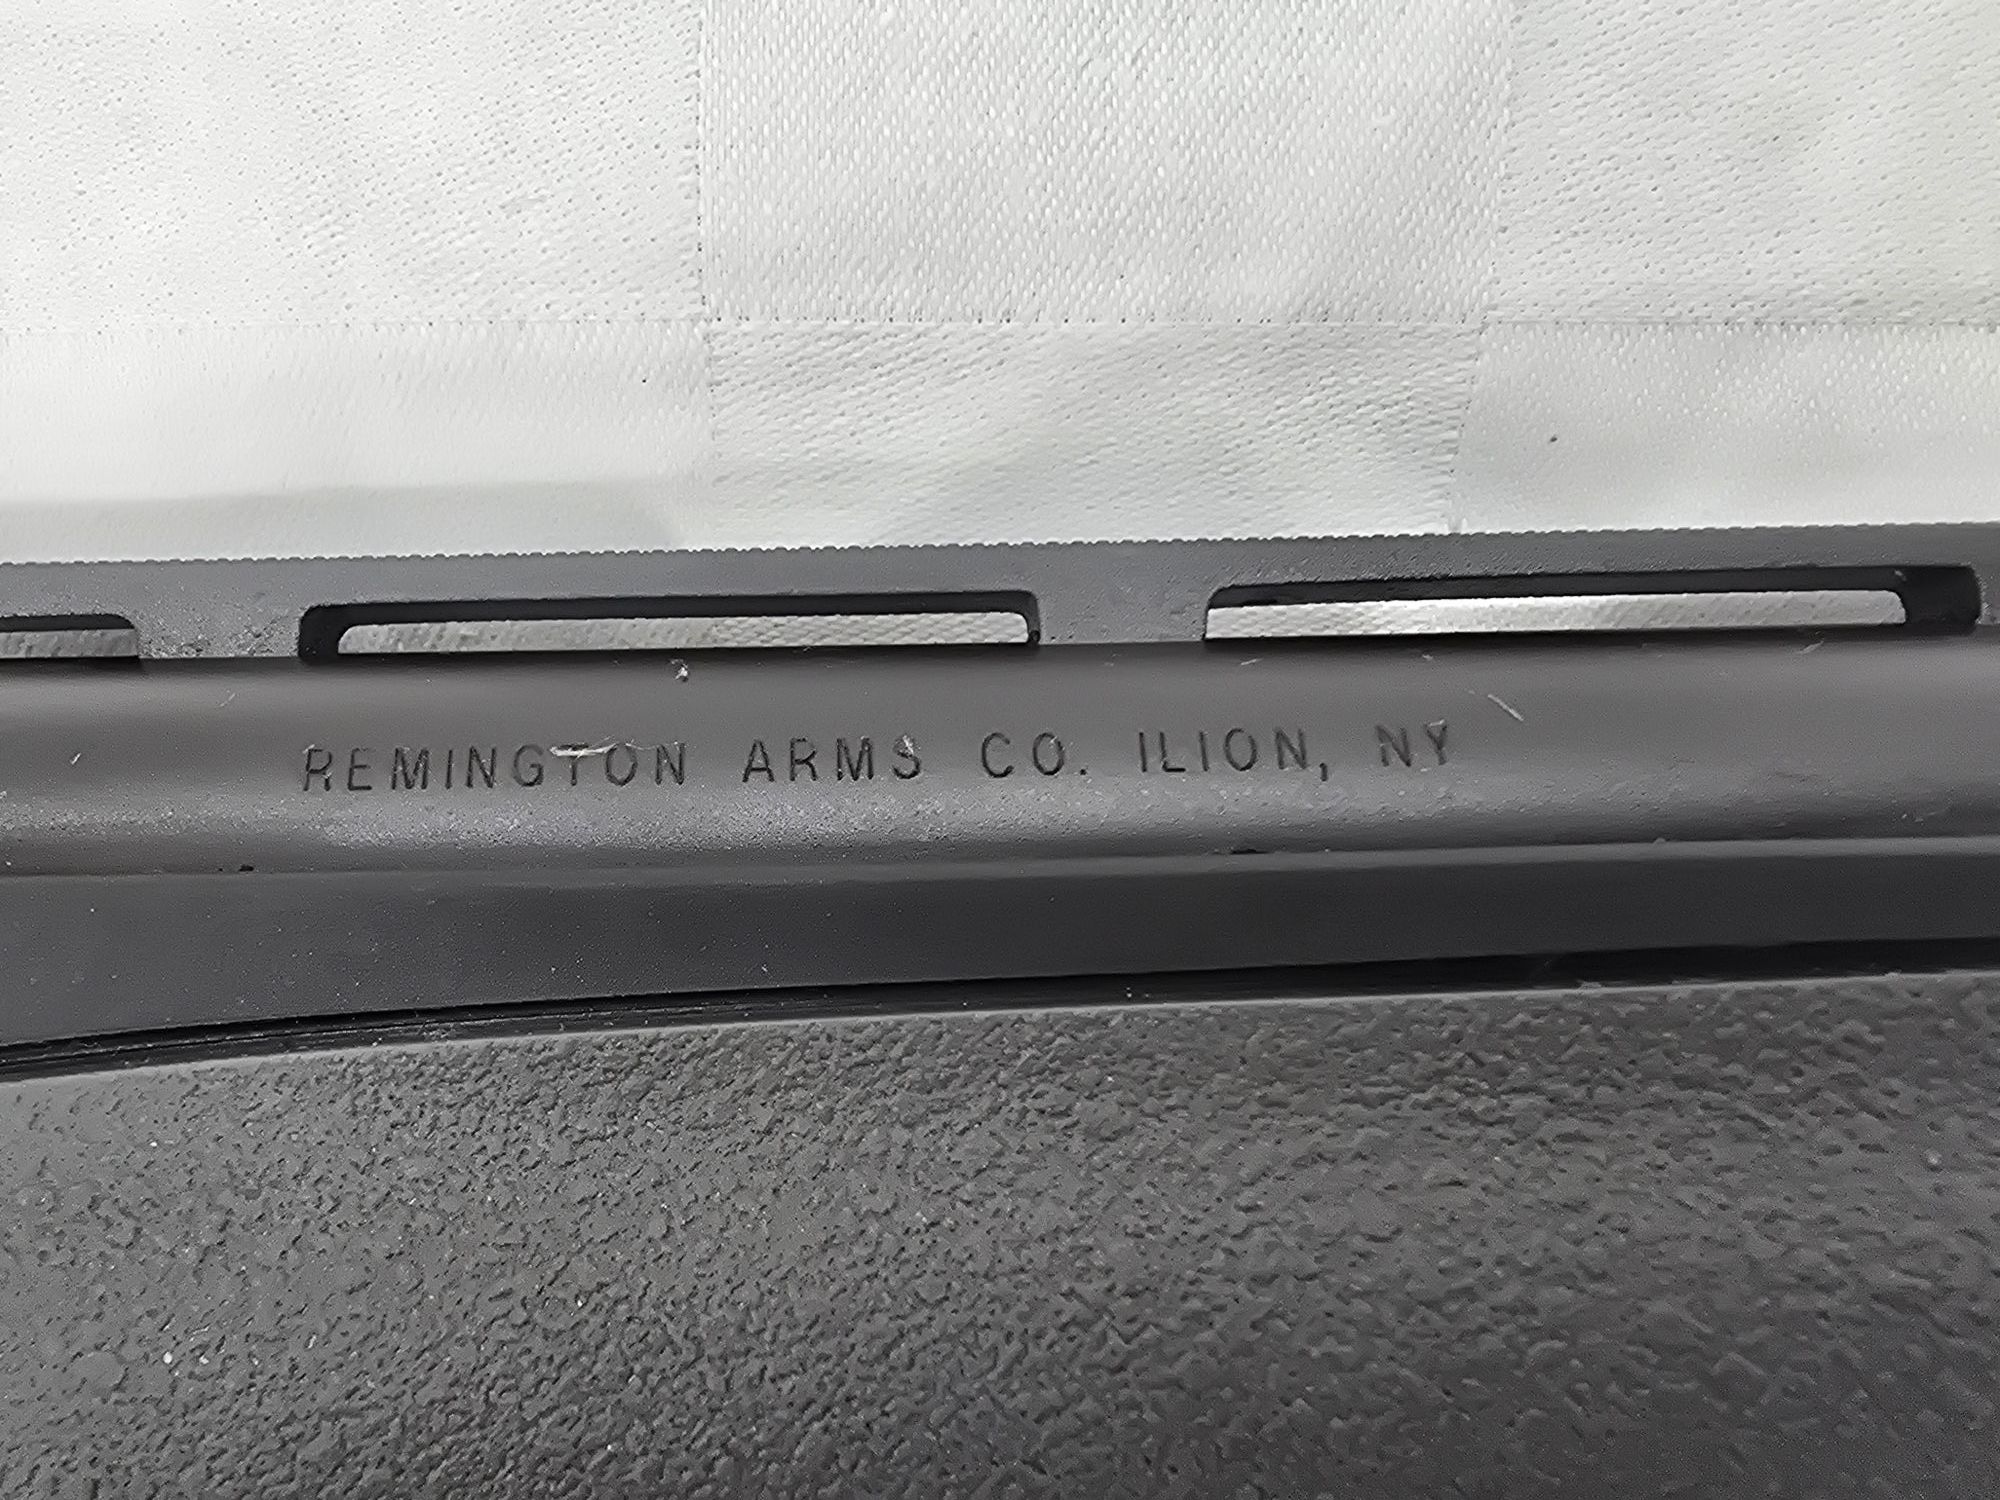 REMINGTON ARMS CO. ILION, NY